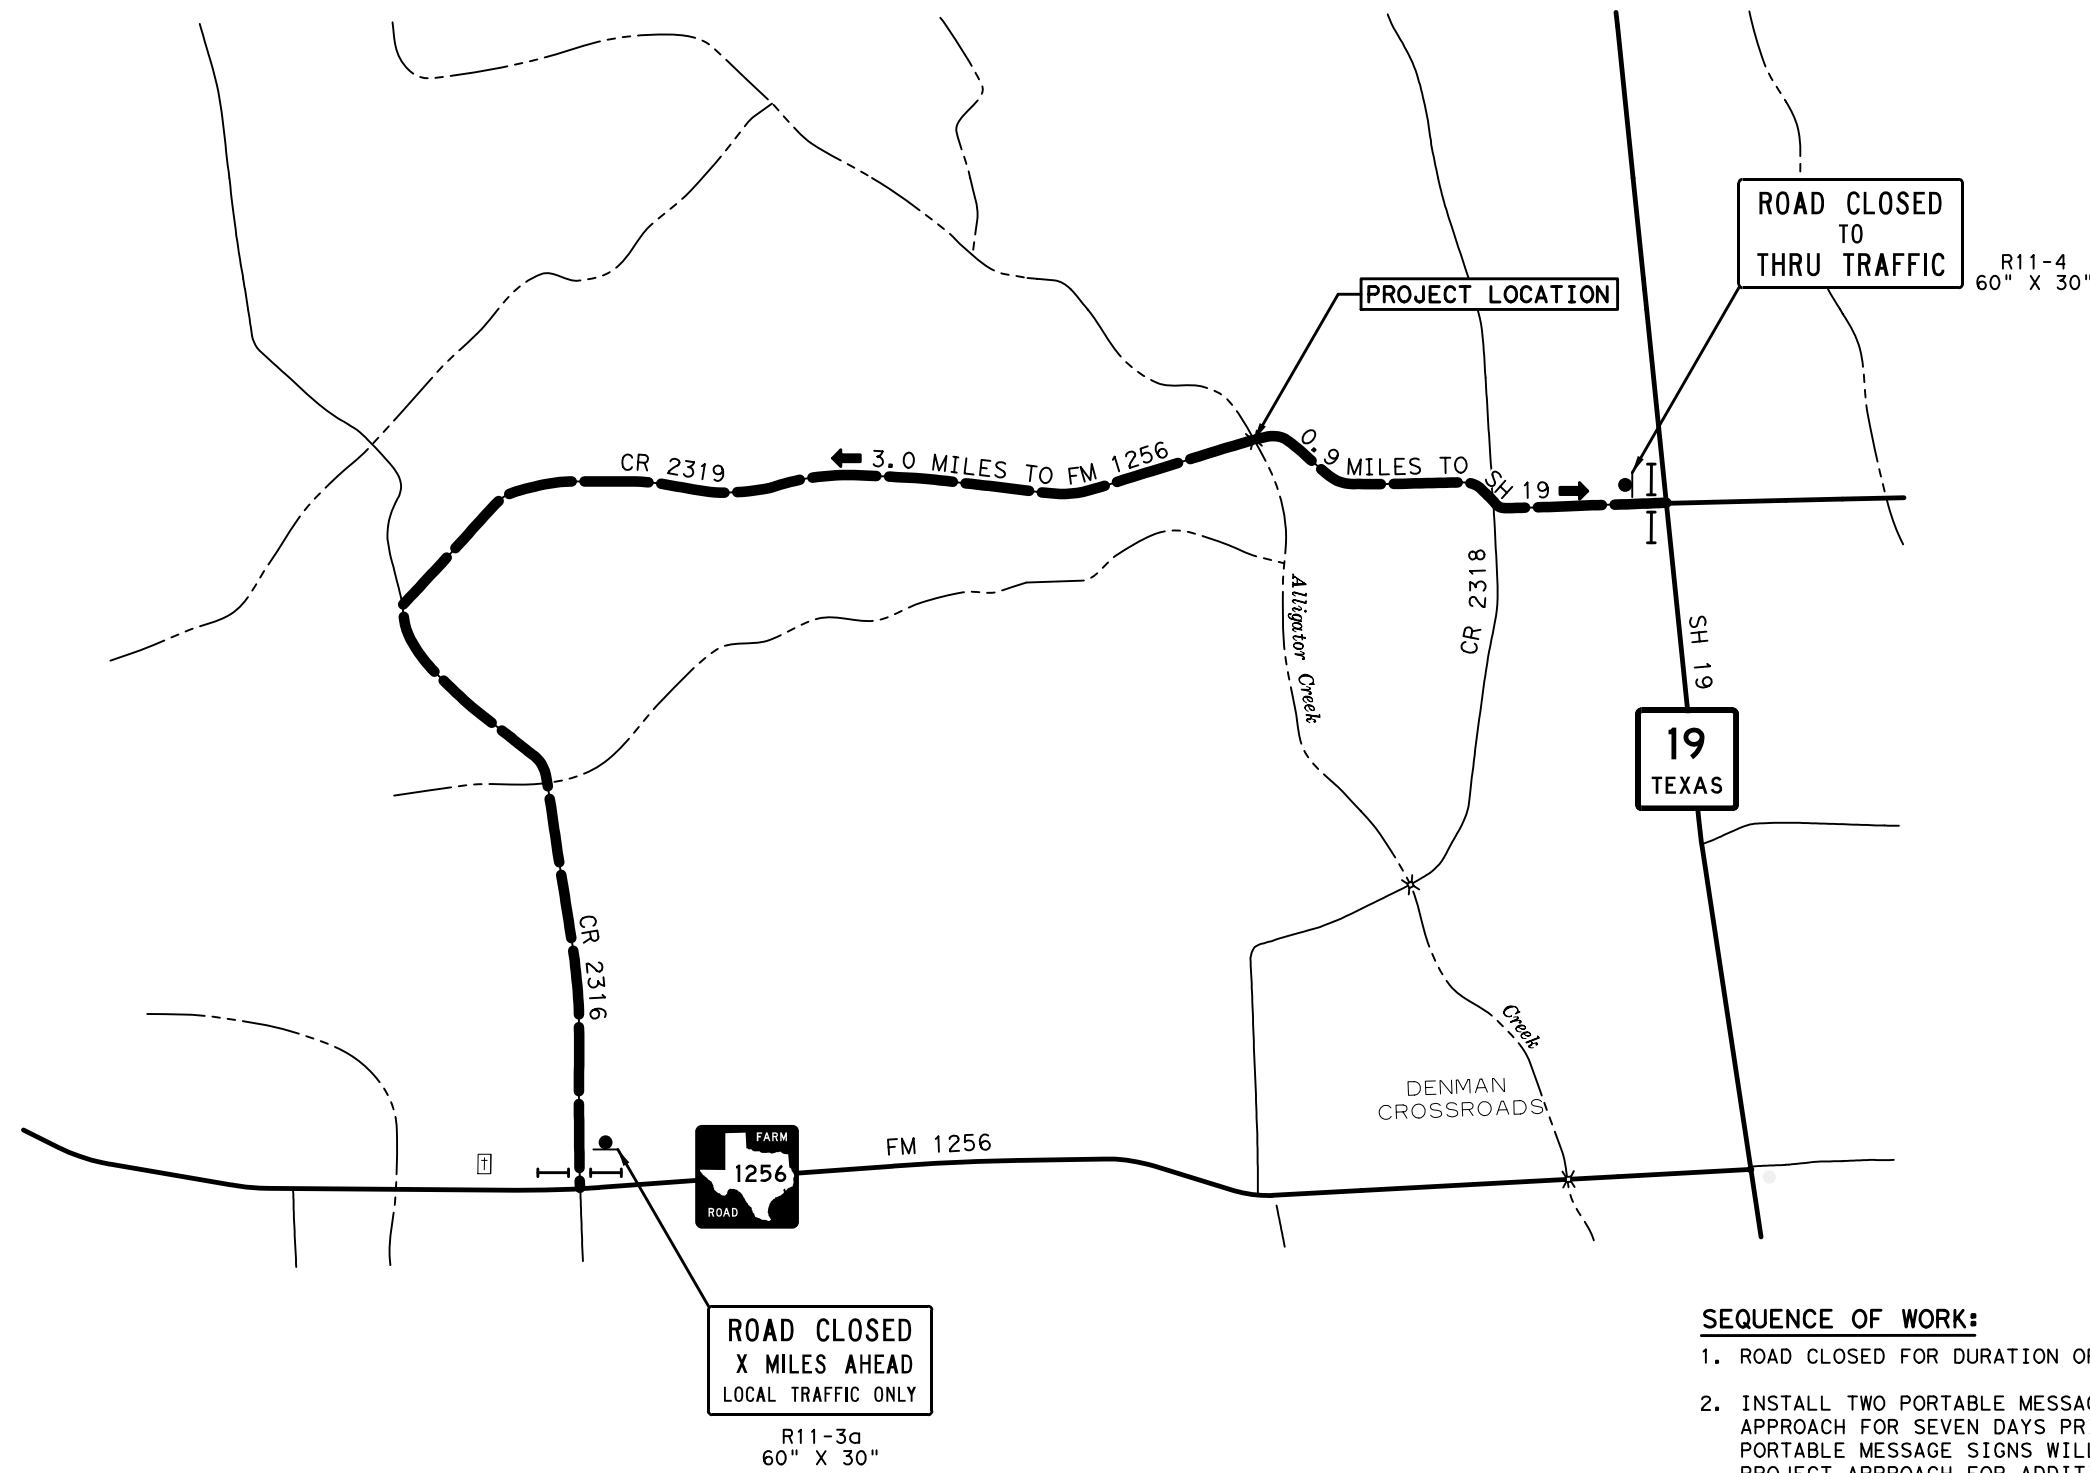 ROAD CLOSED
TO
THRU TRAFFIC
R11-4
60" X 30"
PROJECT LOCATION
CR 2319
3.0 MILES TO FM 1256
0.9 MILES TO SH 19
CR 2318
Alligator Creek
SH 19
19
TEXAS
CR 2316
Creek
DENMAN
CROSSROADS
FARM
1256
ROAD
FM 1256
ROAD CLOSED
X MILES AHEAD
LOCAL TRAFFIC ONLY
R11-3a
60" X 30"
SEQUENCE OF WORK:
1. ROAD CLOSED FOR DURATION
2. INSTALL TWO PORTABLE
APPROACH FOR SEVEN DAYS
PORTABLE MESSAGE SIGNS